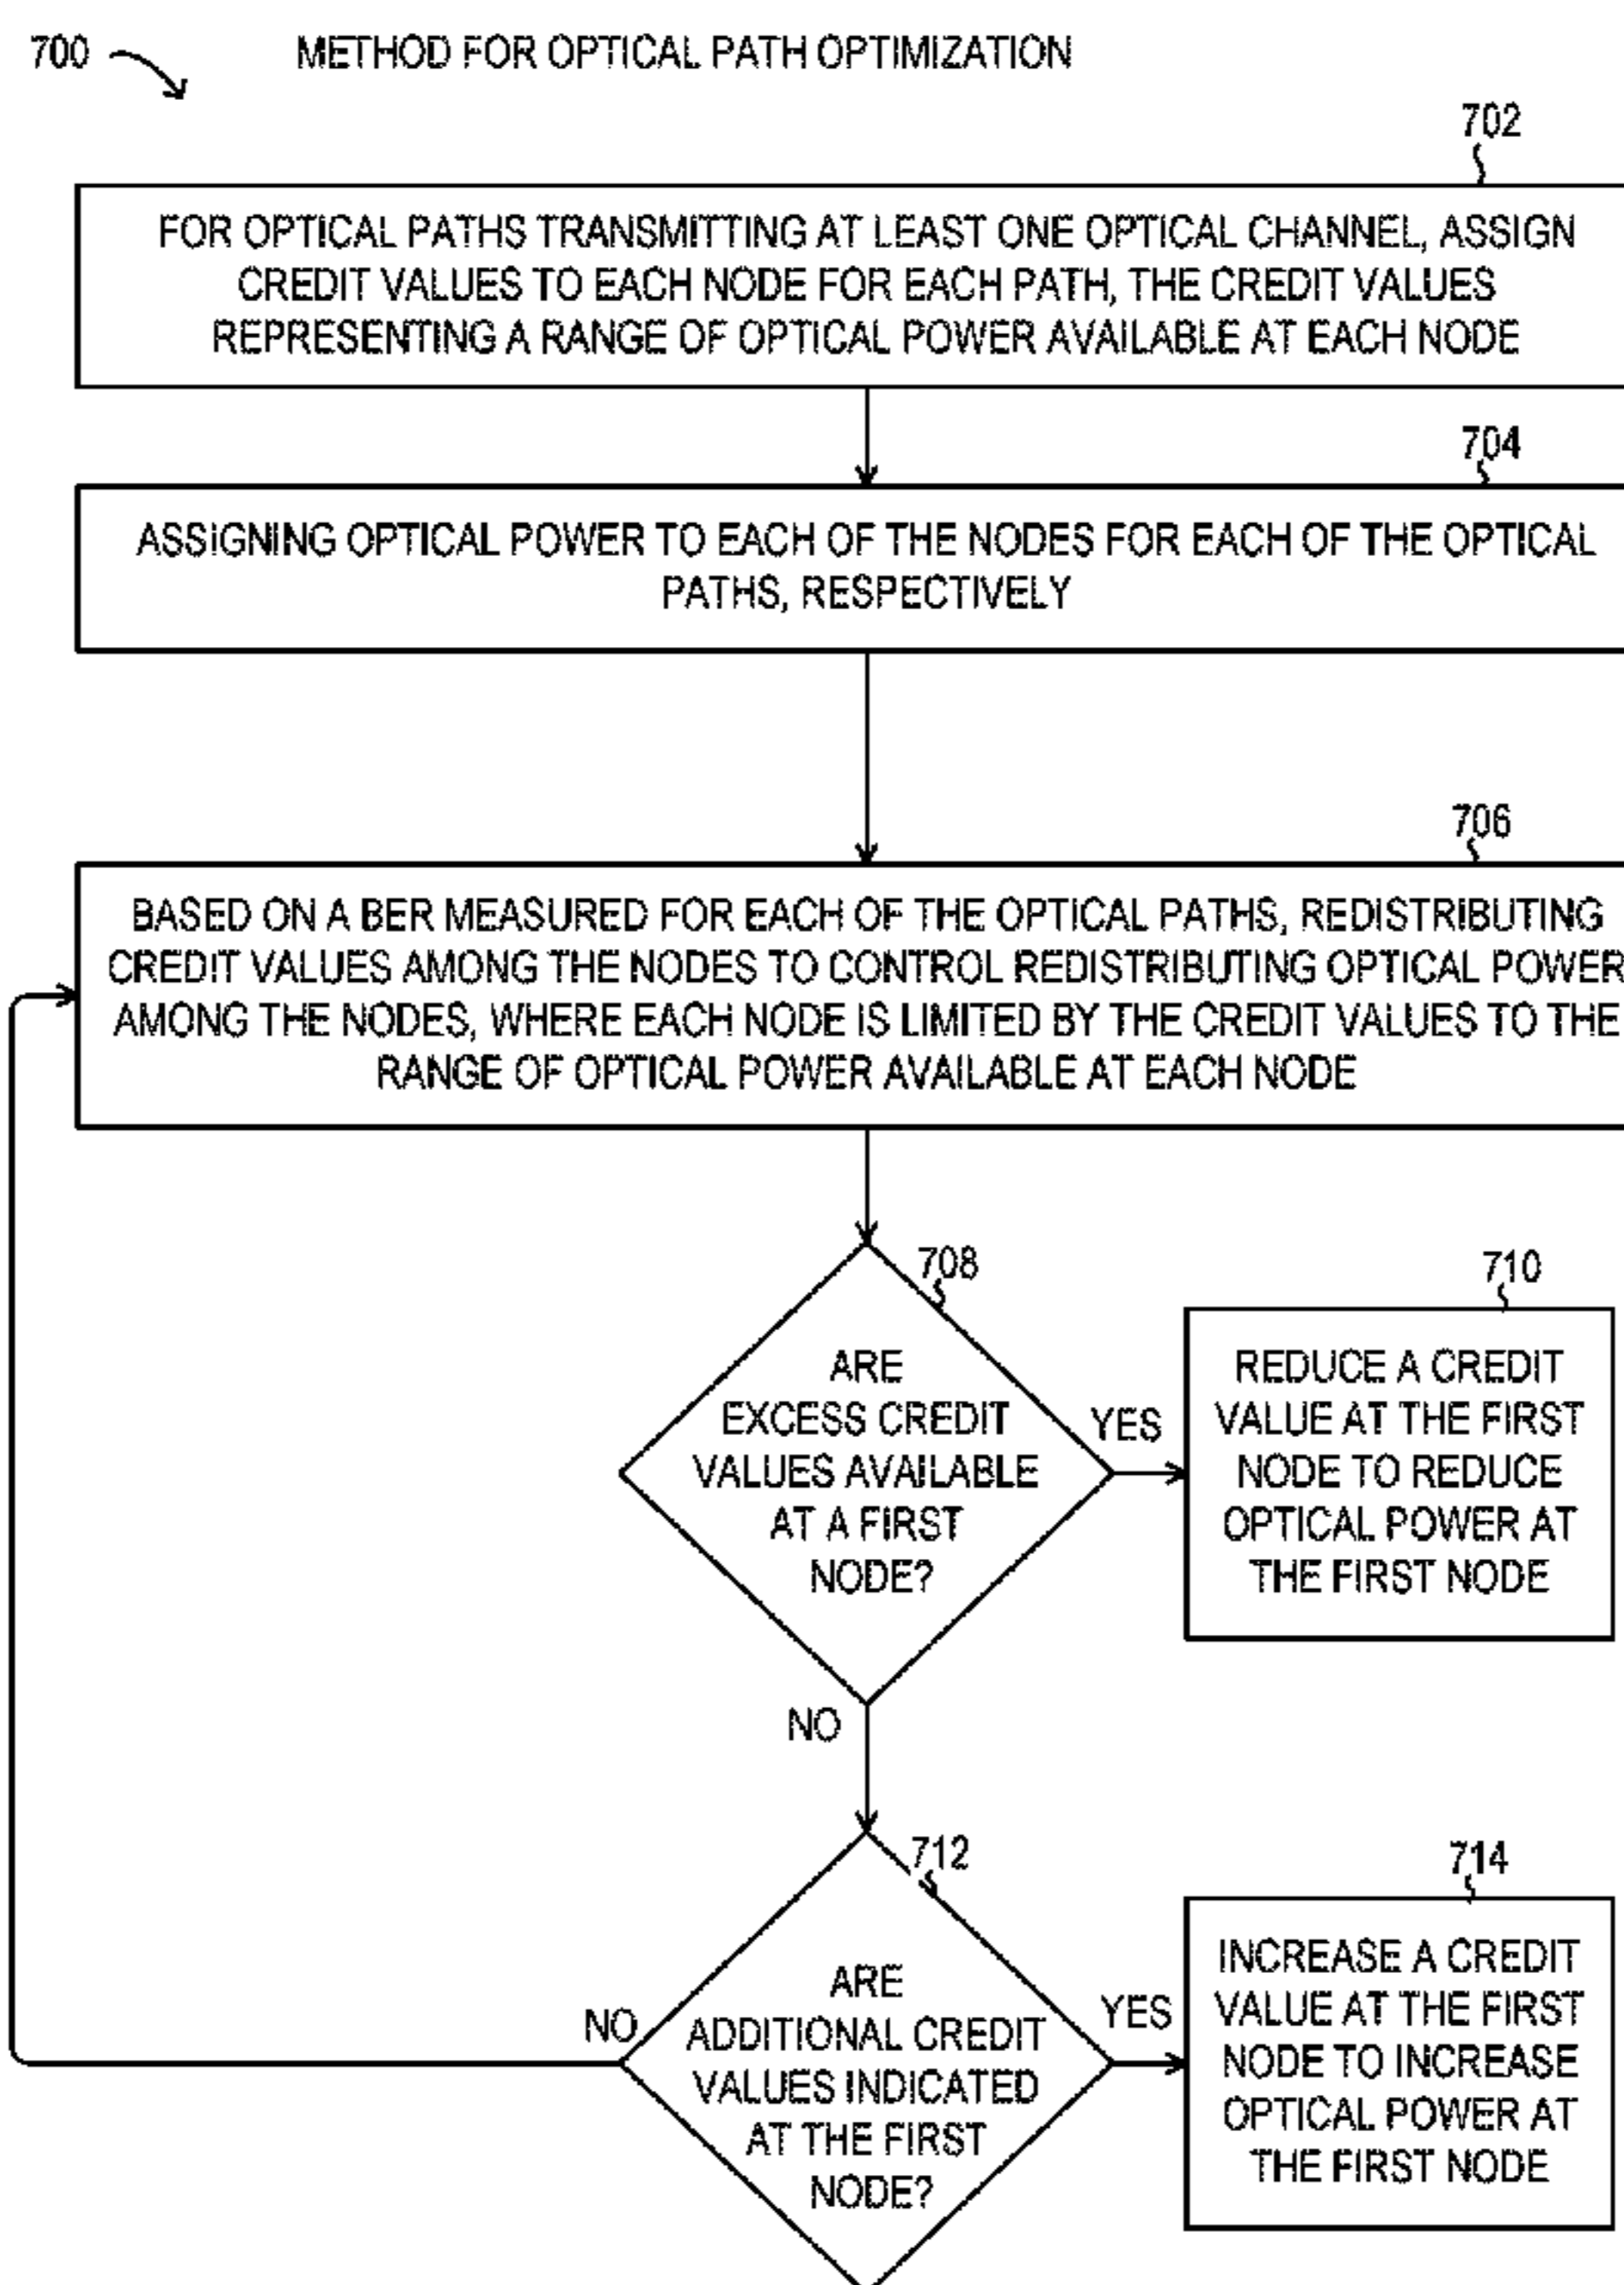 700
METHOD FOR OPTICAL PATH OPTIMIZATION
702
FOR OPTICAL PATHS TRANSMITTING AT LEAST ONE OPTICAL CHANNEL, ASSIGN
CREDIT VALUES TO EACH NODE FOR EACH PATH, THE CREDIT VALUES
REPRESENTING A RANGE OF OPTICAL POWER AVAILABLE AT EACH NODE
704
ASSIGNING OPTICAL POWER TO EACH OF THE NODES FOR EACH OF THE OPTICAL
PATHS, RESPECTIVELY
706
BASED ON A BER MEASURED FOR EACH OF THE OPTICAL PATHS, REDISTRIBUTING
CREDIT VALUES AMONG THE NODES TO CONTROL REDISTRIBUTING OPTICAL POWER
AMONG THE NODES, WHERE EACH NODE IS LIMITED BY THE CREDIT VALUES TO THE
RANGE OF OPTICAL POWER AVAILABLE AT EACH NODE
708
ARE
EXCESS CREDIT
VALUES AVAILABLE
AT A FIRST
NODE?
YES
710
REDUCE A CREDIT
VALUE AT THE FIRST
NODE TO REDUCE
OPTICAL POWER AT
THE FIRST NODE
NO
712
ARE
ADDITIONAL CREDIT
VALUES INDICATED
AT THE FIRST
NODE?
NO
YES
714
INCREASE A CREDIT
VALUE AT THE FIRST
NODE TO INCREASE
OPTICAL POWER AT
THE FIRST NODE